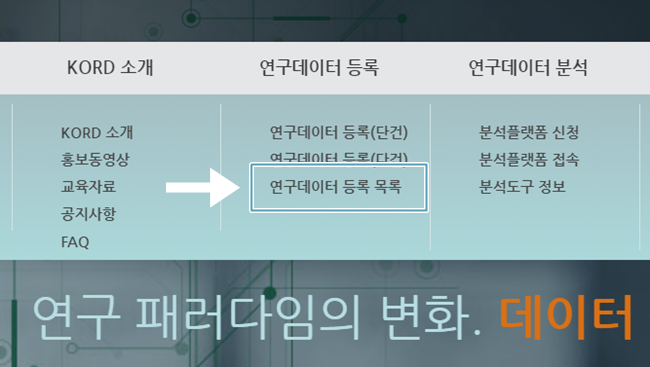 KORD 소개 연구데이터 등록 연구데이터 분석
KORD 소개 연구데이터 등록(단건) 분석플랫폼 신청
홍보동영상 연구데이터 등록(다건) 분석플랫폼 접속
교육자료 연구데이터 등록 목록 분석도구 정보
공지사항
FAQ
연구 패러다임의 변화. 데이터